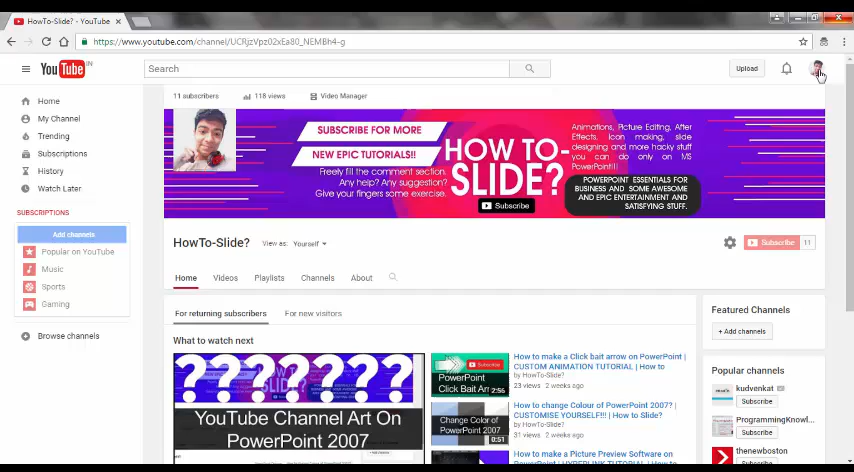 HowTo-Slide? - YouTube
https://www.youtube.com/channel/UCRjzVpz02xEa80_NEMBh4-g
YouTube IN
Search
Upload
Home
My Channel
Trending
Subscriptions
History
Watch Later
SUBSCRIPTIONS
Add channels
Popular on YouTube
Music
Sports
Gaming
Browse channels
11 subscribers
118 views
Video Manager
SUBSCRIBE FOR MORE
NEW EPIC TUTORIALS!!
Freely fill the comment section.
Any help? Any suggestion?
Give your fingers some exercise.
HOW TO-
SLIDE?
Subscribe
Animations, Picture Editing, After
Effects, Icon making, slide
designing and more hacky stuff
you can do only on MS
PowerPoint!!!
POWERPOINT ESSENTIALS FOR
BUSINESS AND SOME AWESOME
AND EPIC ENTERTAINMENT AND
SATISFYING STUFF.
HowTo-Slide?
View as: Yourself
Subscribe 11
Home
Videos
Playlists
Channels
About
For returning subscribers
For new visitors
What to watch next
????????
YouTube Channel Art On
PowerPoint 2007
Subscribe
PowerPoint
Click Bait Arr
2:56
How to make a Click bait arrow on PowerPoint |
CUSTOM ANIMATION TUTORIAL | How to
by HowTo-Slide?
23 views 2 weeks ago
Change Color of
PowerPoint 2007
0:51
How to change Colour of PowerPoint 2007? |
CUSTOMISE YOURSELF!!! | How to Slide?
by HowTo-Slide?
31 views 2 weeks ago
How to make a Picture Preview Software on
Featured Channels
+ Add channels
Popular channels
kudvenkat
Subscribe
ProgrammingKnowl...
Subscribe
thenewboston
Subscribe